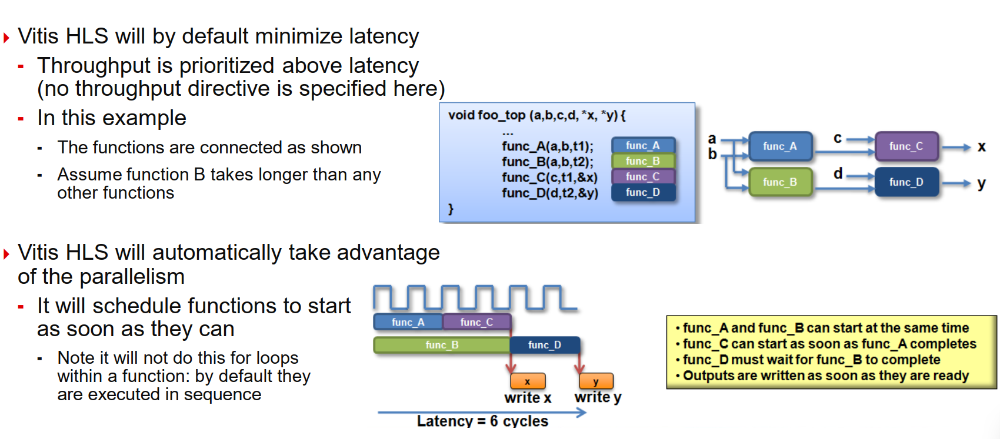 Vitis HLS will by default minimize latency
- Throughput is prioritized above latency
(no throughput directive is specified here)
- In this example
- The functions are connected as shown
- Assume function B takes longer than any
other functions
void foo_top (a,b,c,d, *x, *y) {
...
func_A(a,b,t1);
func_B(a,b,t2);
func_C(c,t1,&x)
func_D(d,t2,&y)
}
func_A
func_B
func_C
func_D
a
b
func_A
func_B
c
d
func_C
func_D
x
y
Vitis HLS will automatically take advantage
of the parallelism
- It will schedule functions to start
as soon as they can
- Note it will not do this for loops
within a function: by default they
are executed in sequence
func_A
func_C
func_B
func_D
x
y
write x
write y
Latency = 6 cycles
• func_A and func_B can start at the same time
• func_C can start as soon as func_A completes
• func_D must wait for func_B to complete
• Outputs are written as soon as they are ready